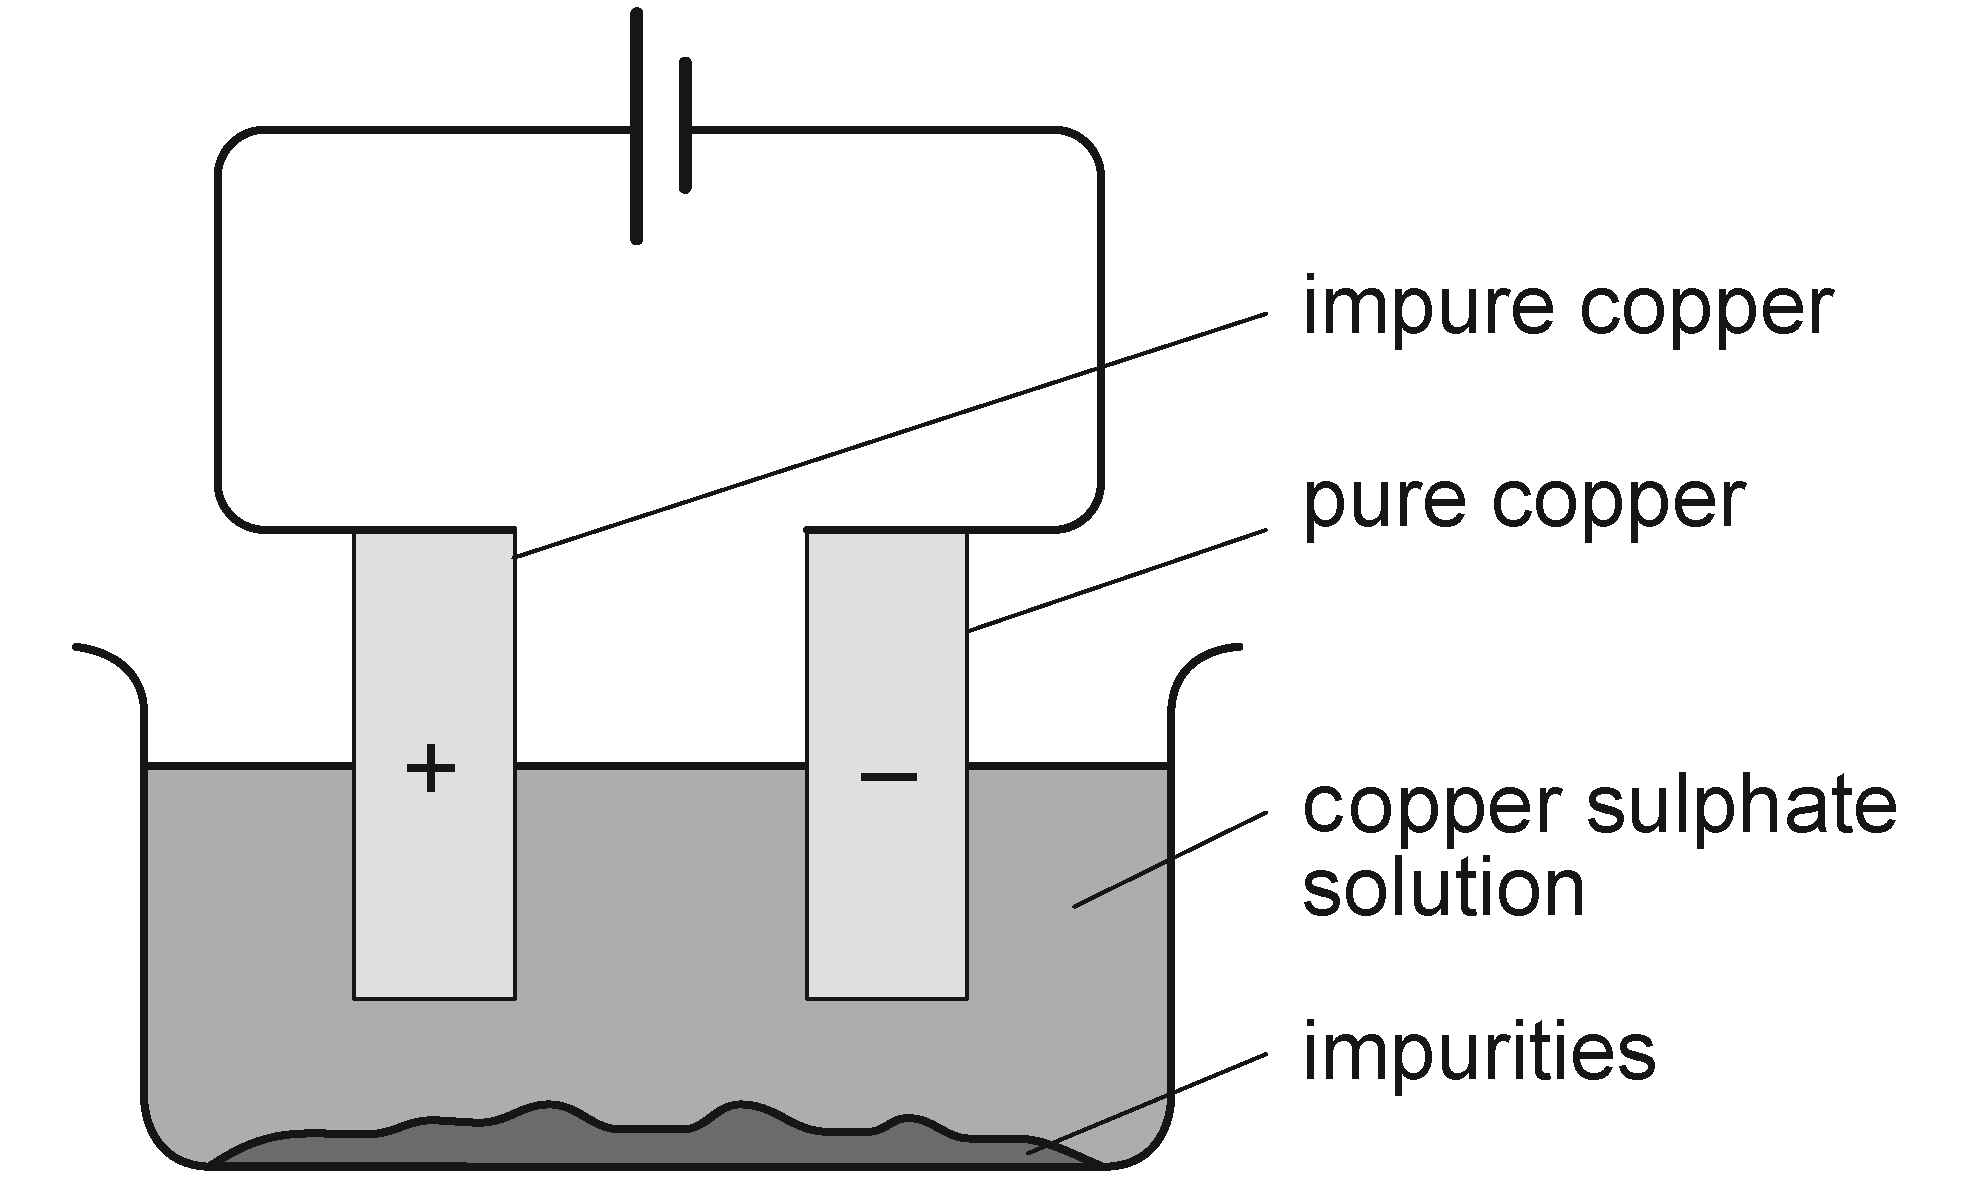 impure copper
pure copper
+
−
copper sulphate
solution
impurities